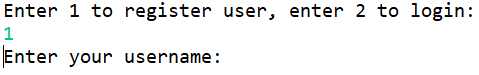 Enter 1 to register user, enter 2 to login:
1
Enter your username: